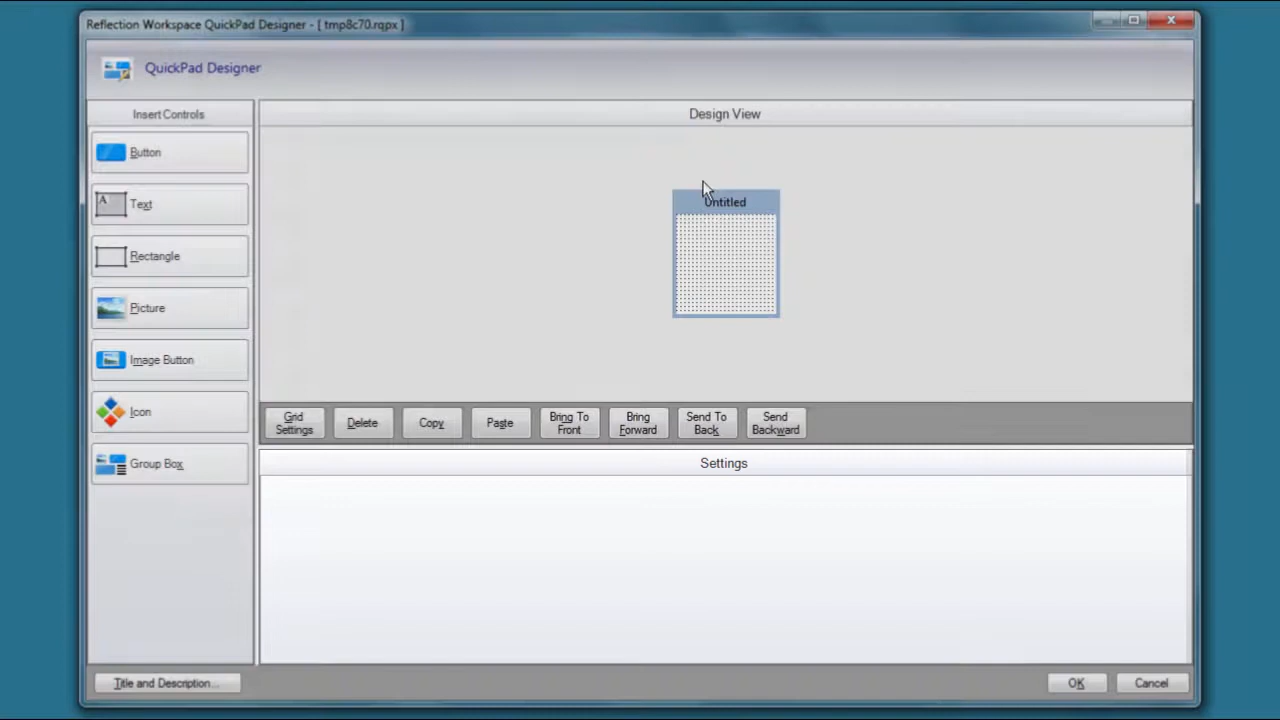 Reflection Workspace QuickPad Designer - [ tmp8c70.rqpx ]
QuickPad Designer
Insert Controls
Button
Text
Rectangle
Picture
Image Button
Icon
Group Box
Design View
Untitled
Grid Settings
Delete
Copy
Paste
Bring To Front
Bring Forward
Send To Back
Send Backward
Settings
Title and Description...
OK
Cancel